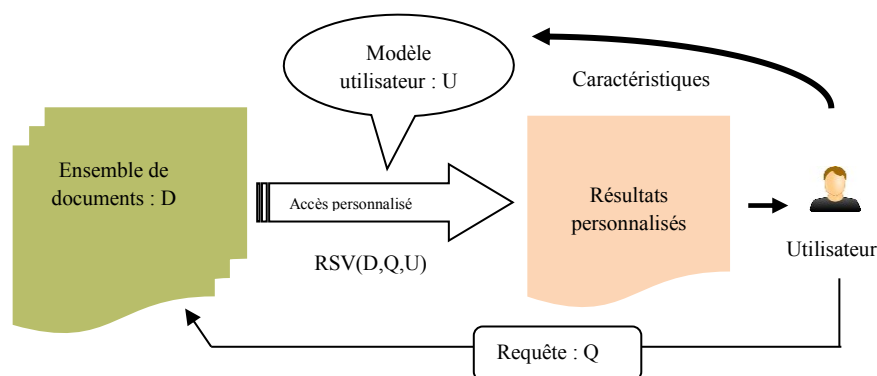 Modèle
utilisateur : U
Caractéristiques
Ensemble de
documents : D
Accès personnalisé
RSV(D,Q,U)
Résultats
personnalisés
Utilisateur
Requête : Q